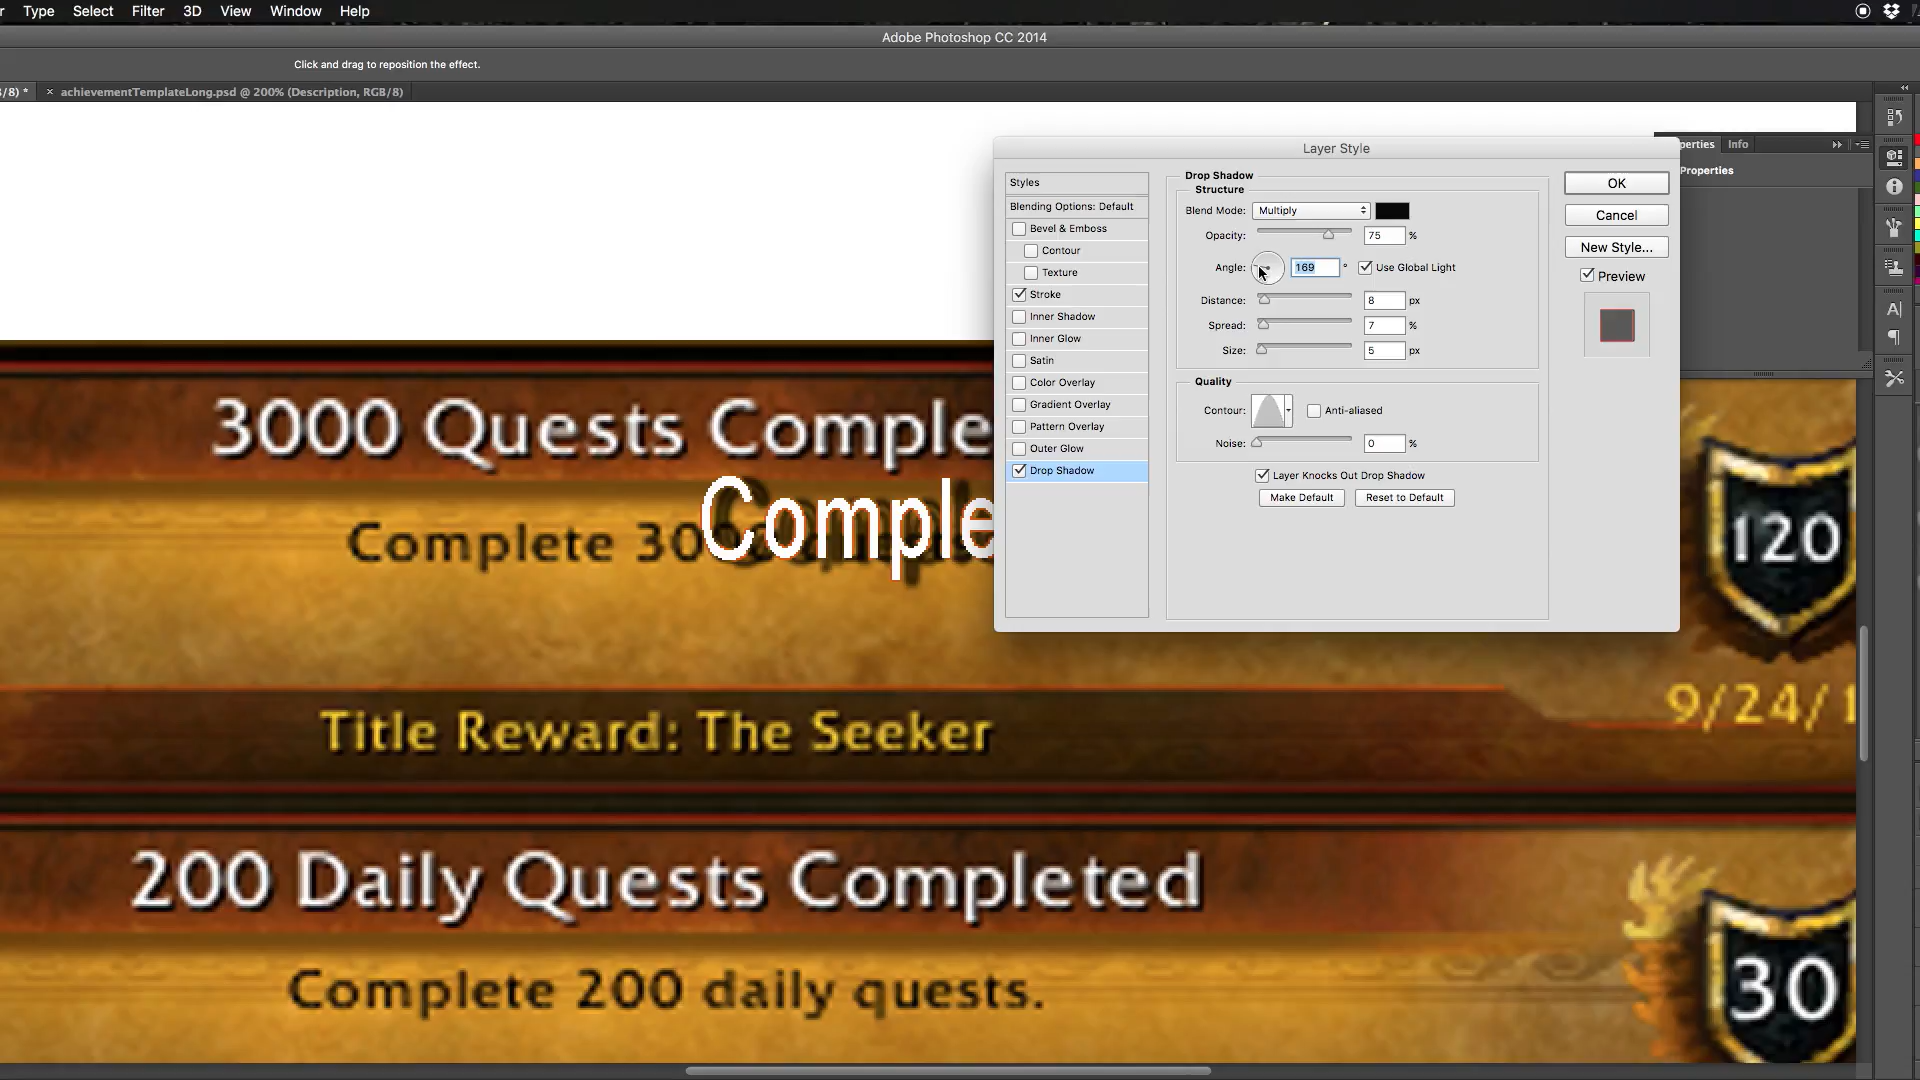 Type Select Filter 3D View Window Help
Adobe Photoshop CC 2014
Click and drag to reposition the effect.
/8) * × achievementTemplateLong.psd @ 200% (Description, RGB/8)
Layer Style
perties Info
Properties
Styles
Blending Options: Default
Bevel & Emboss
Contour
Texture
Stroke
Inner Shadow
Inner Glow
Satin
Color Overlay
Gradient Overlay
Pattern Overlay
Outer Glow
Drop Shadow
Drop Shadow
Structure
Blend Mode: Multiply
Opacity: 75 %
Angle: 169 ° Use Global Light
Distance: 8 px
Spread: 7 %
Size: 5 px
Quality
Contour: Anti-aliased
Noise: 0 %
Layer Knocks Out Drop Shadow
Make Default Reset to Default
OK
Cancel
New Style...
Preview
3000 Quests Comple
Comple
Complete 30
120
Title Reward: The Seeker
9/24/1
200 Daily Quests Completed
Complete 200 daily quests.
30